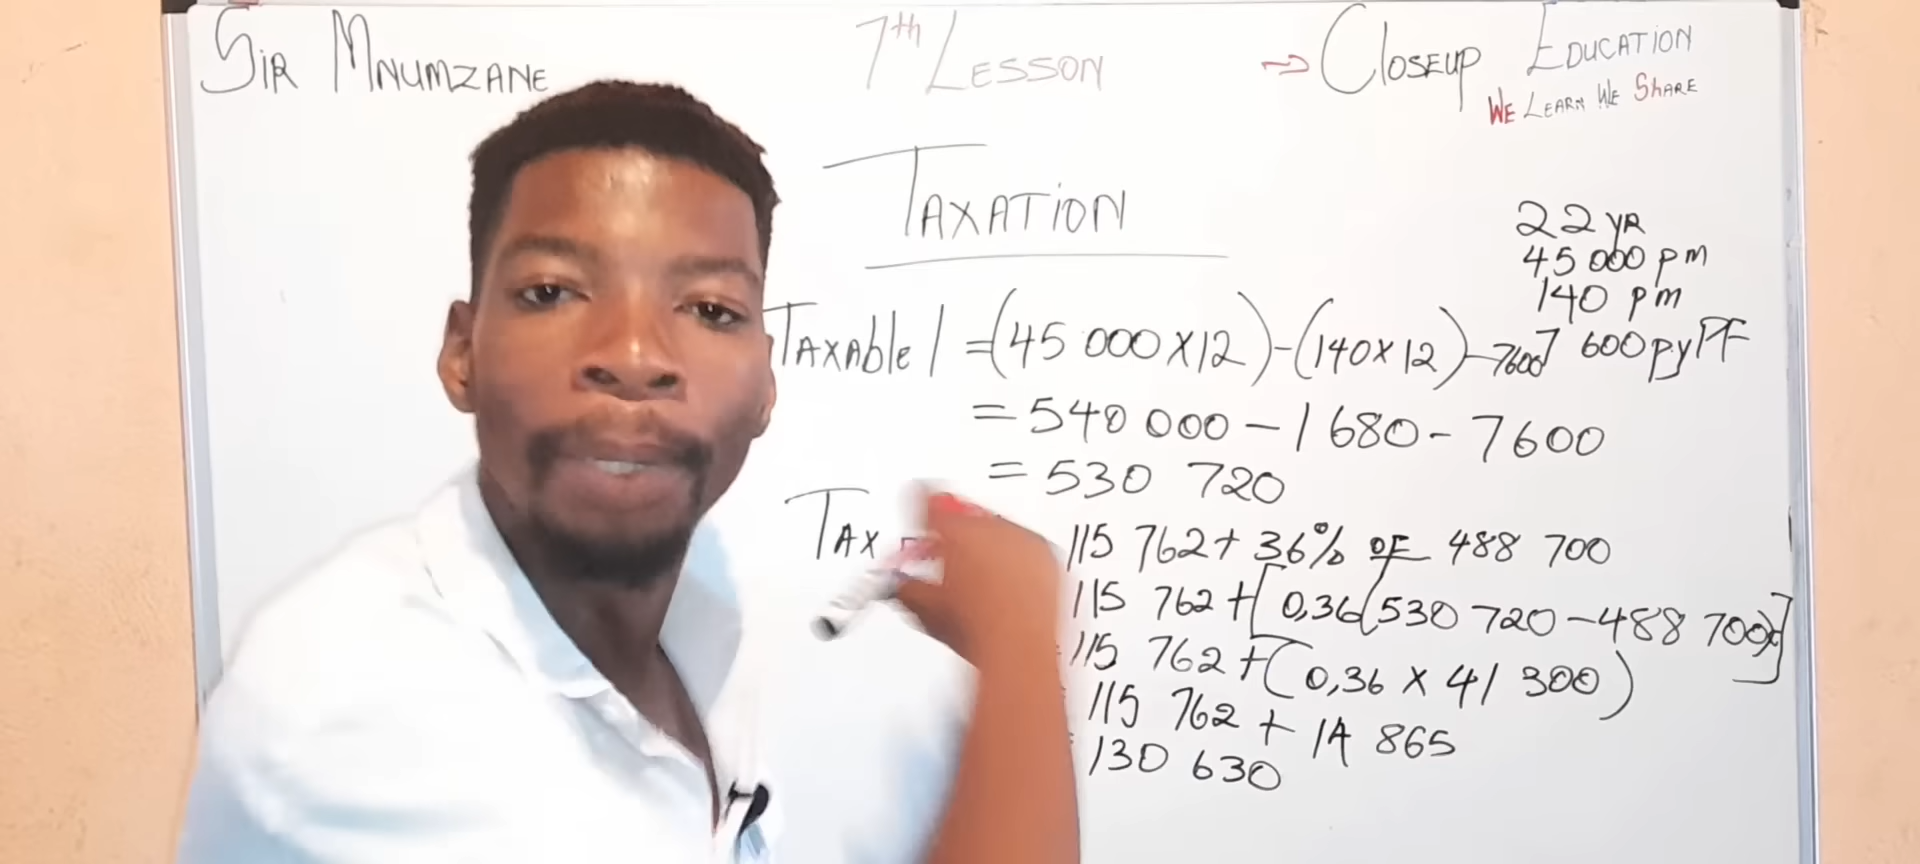 SIR MNUMZANE
7th LESSON
→ CLOSEUP EDUCATION
WE LEARN WE SHARE
TAXATION
22 YR
45 000 pm
140 pm
7 600 py PF
TAXAble I = (45 000 X 12) - (140 X 12) - 7600
= 540 000 - 1 680 - 7600
= 530 720
TAX
115 762 + 36% OF 488 700
115 762 + [0,36(530 720 - 488 700)]
= 115 762 + (0,36 X 41 300)
115 762 + 14 865
= 130 630